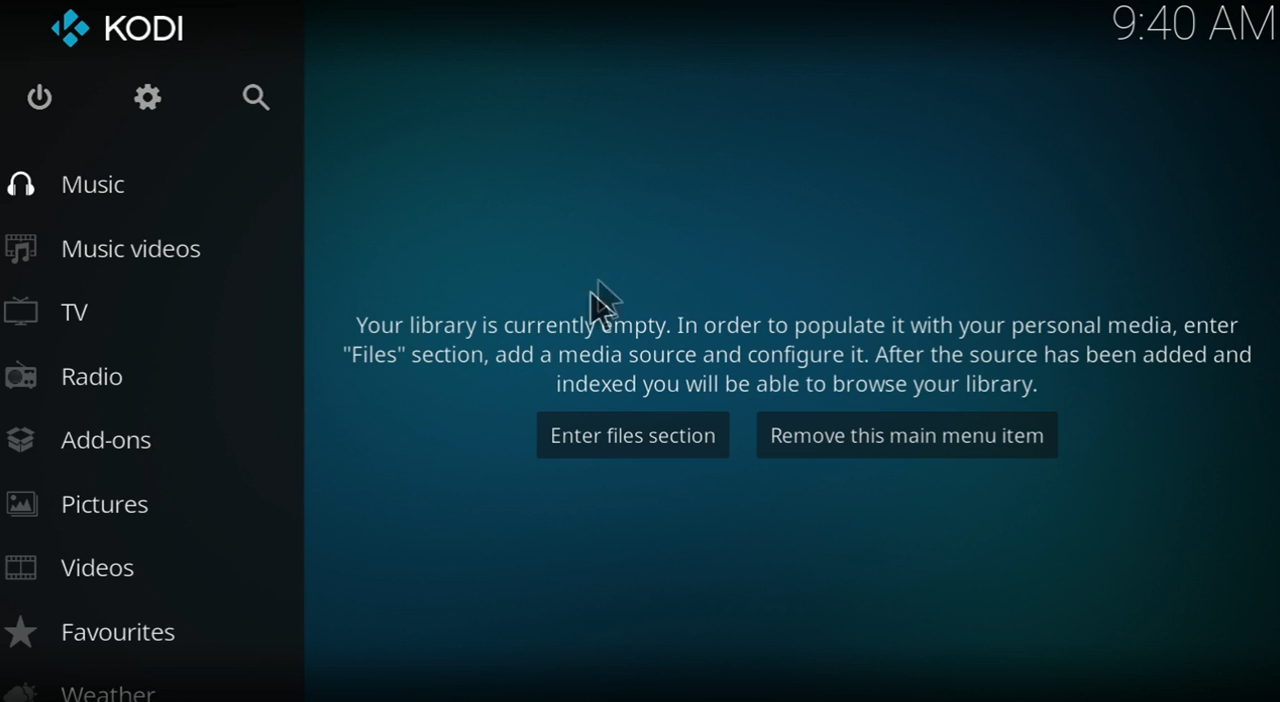 KODI
9:40 AM
Music
Music videos
TV
Radio
Add-ons
Pictures
Videos
Favourites
Weather
Your library is currently empty. In order to populate it with your personal media, enter
"Files" section, add a media source and configure it. After the source has been added and
indexed you will be able to browse your library.
Enter files section
Remove this main menu item